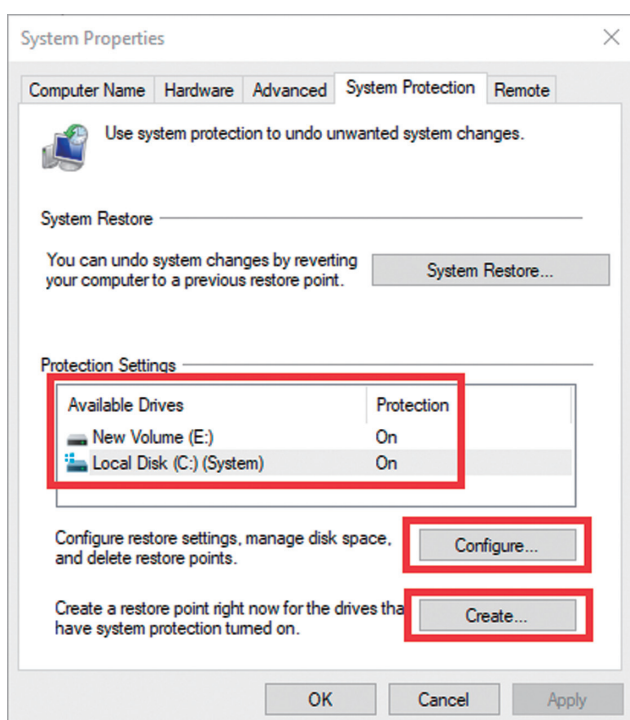 System Properties
Computer Name Hardware Advanced System Protection Remote
Use system protection to undo unwanted system changes.
System Restore
You can undo system changes by reverting
your computer to a previous restore point.
System Restore...
Protection Settings
Available Drives Protection
New Volume (E:) On
Local Disk (C:) (System) On
Configure restore settings, manage disk space,
and delete restore points.
Configure...
Create a restore point right now for the drives tha
have system protection turned on.
Create...
OK Cancel Apply